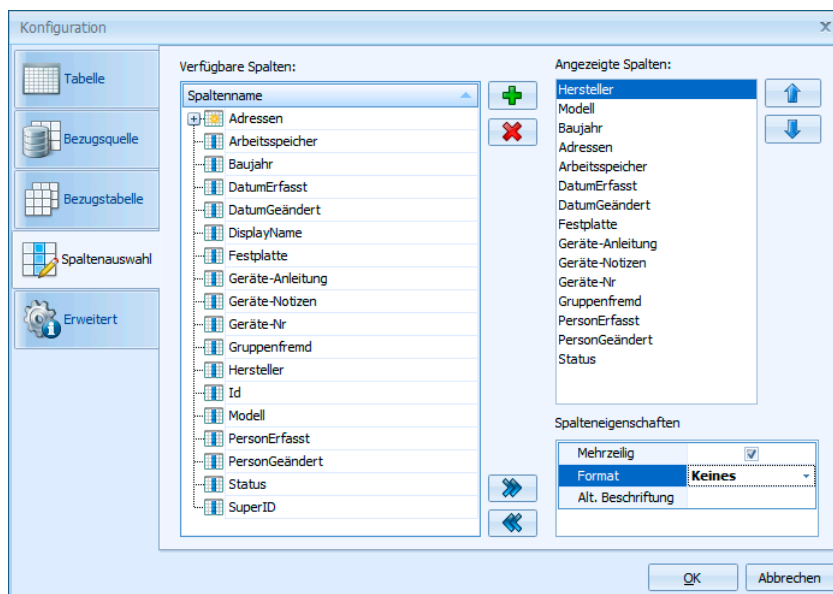 Konfiguration
Tabelle
Bezugsquelle
Bezugstabelle
Spaltenauswahl
Erweitert
Verfügbare Spalten:
Spaltenname
Adressen
Arbeitsspeicher
Baujahr
DatumErfasst
DatumGeändert
DisplayName
Festplatte
Geräte-Anleitung
Geräte-Notizen
Geräte-Nr
Gruppenfremd
Hersteller
Id
Modell
PersonErfasst
PersonGeändert
Status
SuperID
Angezeigte Spalten:
Hersteller
Modell
Baujahr
Adressen
Arbeitsspeicher
DatumErfasst
DatumGeändert
Festplatte
Geräte-Anleitung
Geräte-Notizen
Geräte-Nr
Gruppenfremd
PersonErfasst
PersonGeändert
Status
Spalteneigenschaften
Mehrzeilig
Format Keines
Alt. Beschriftung
OK Abbrechen